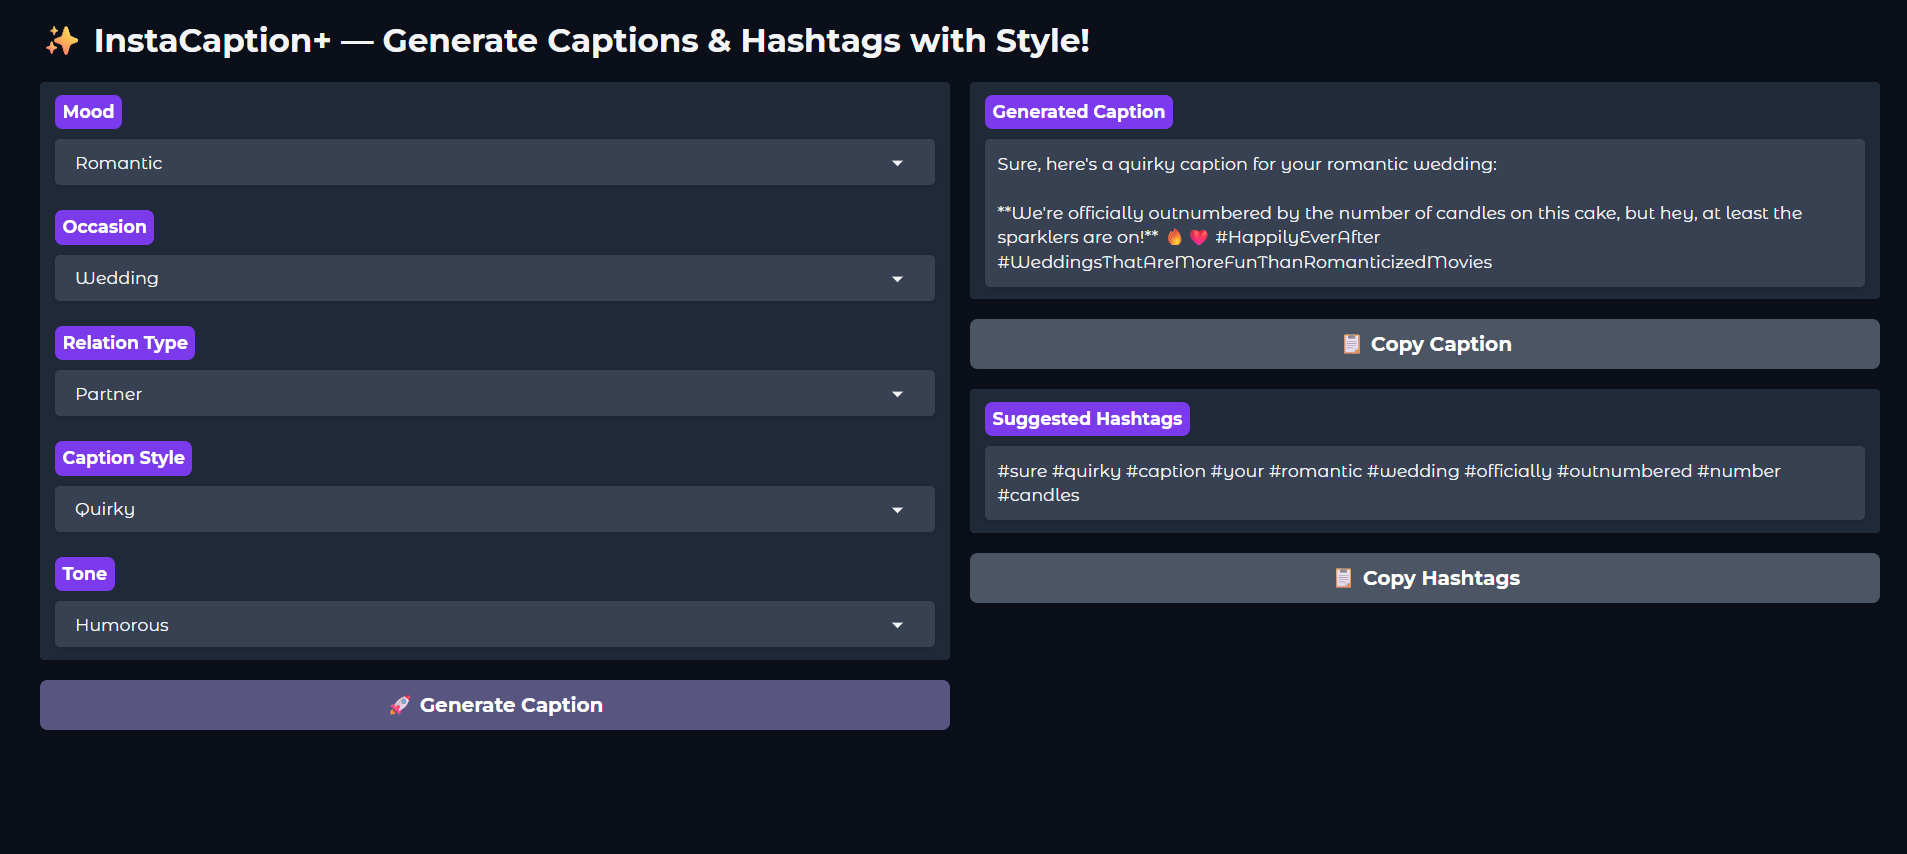 ✨ InstaCaption+ — Generate Captions & Hashtags with Style!
Mood
Romantic
Occasion
Wedding
Relation Type
Partner
Caption Style
Quirky
Tone
Humorous
🚀 Generate Caption
Generated Caption
Sure, here's a quirky caption for your romantic wedding:
**We're officially outnumbered by the number of candles on this cake, but hey, at least the
sparklers are on!** 🔥💗 #HappilyEverAfter
#WeddingsThatAreMoreFunThanRomanticizedMovies
📋 Copy Caption
Suggested Hashtags
#sure #quirky #caption #your #romantic #wedding #officially #outnumbered #number
#candles
📋 Copy Hashtags